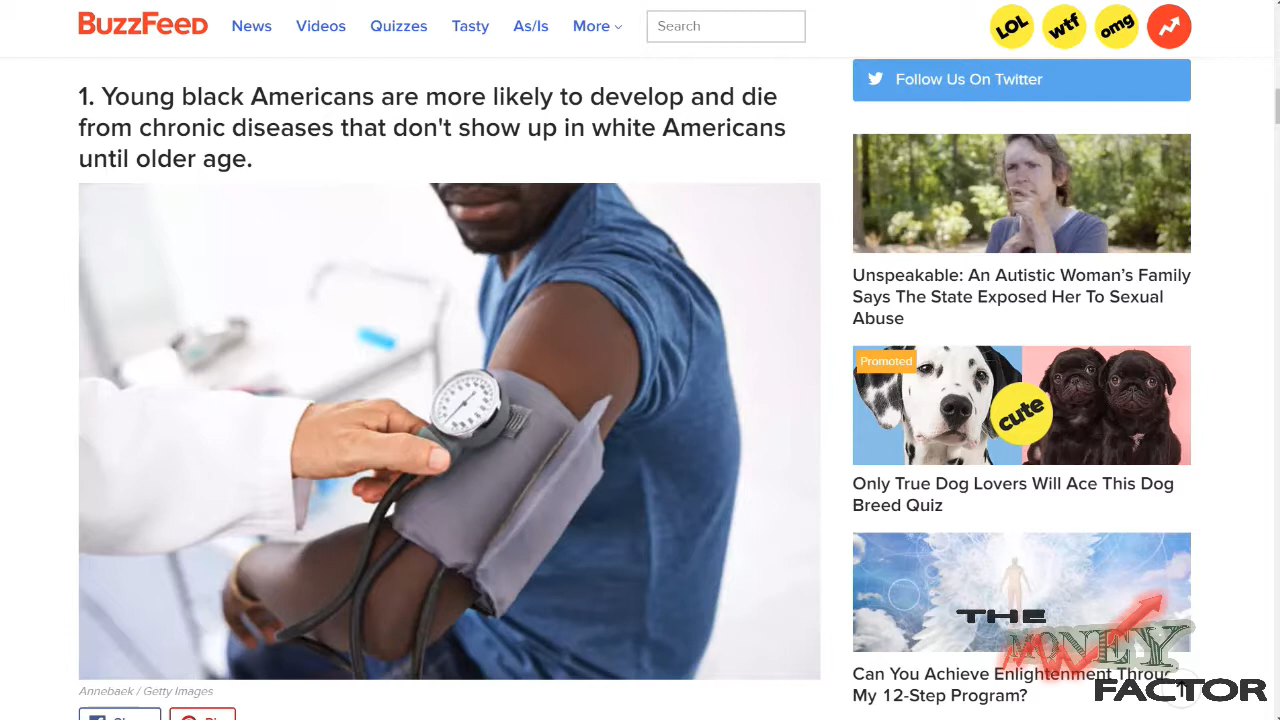 BuzzFeed
News Videos Quizzes Tasty As/Is More
Search
LOL wtf omg
1. Young black Americans are more likely to develop and die
from chronic diseases that don't show up in white Americans
until older age.
Annebaek / Getty Images
Follow Us On Twitter
Unspeakable: An Autistic Woman's Family
Says The State Exposed Her To Sexual
Abuse
Promoted
cute
Only True Dog Lovers Will Ace This Dog
Breed Quiz
Can You Achieve Enlightenment
My 12-Step Program?
THE
MONEY
FACTOR